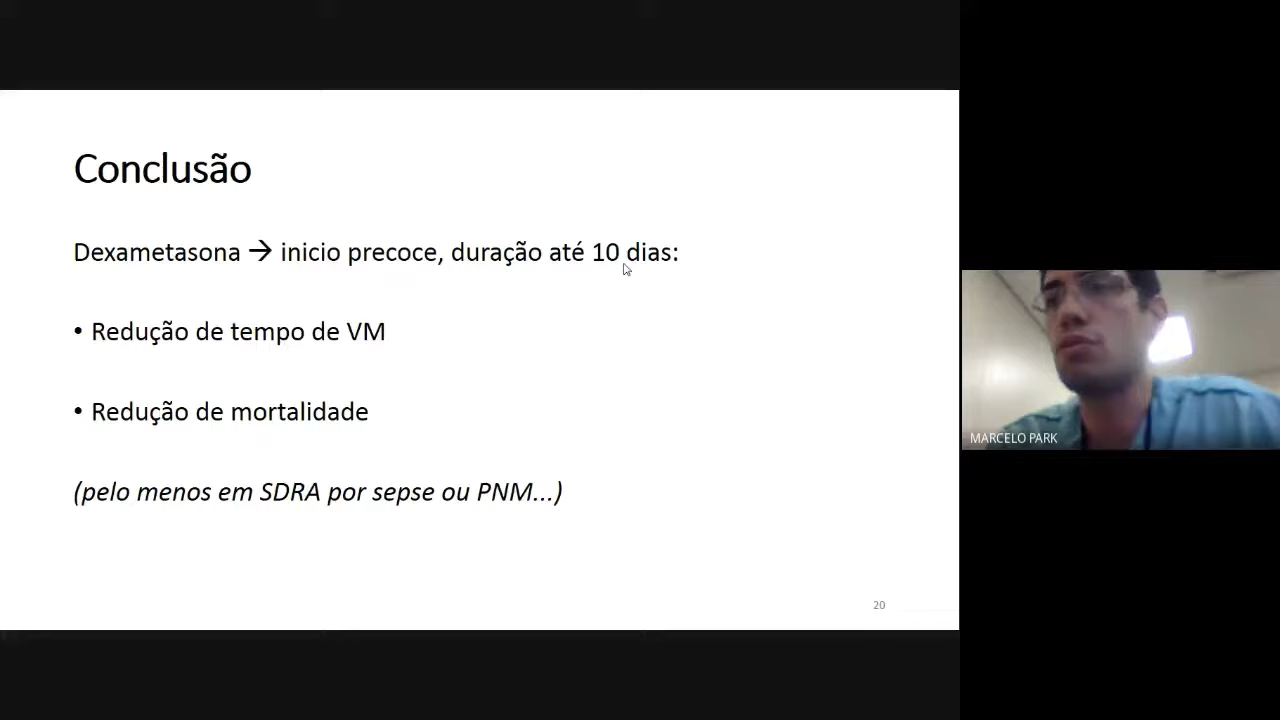 Conclusão
Dexametasona → inicio precoce, duração até 10 dias:
• Redução de tempo de VM
• Redução de mortalidade
(pelo menos em SDRA por sepse ou PNM...)
20
MARCELO PARK